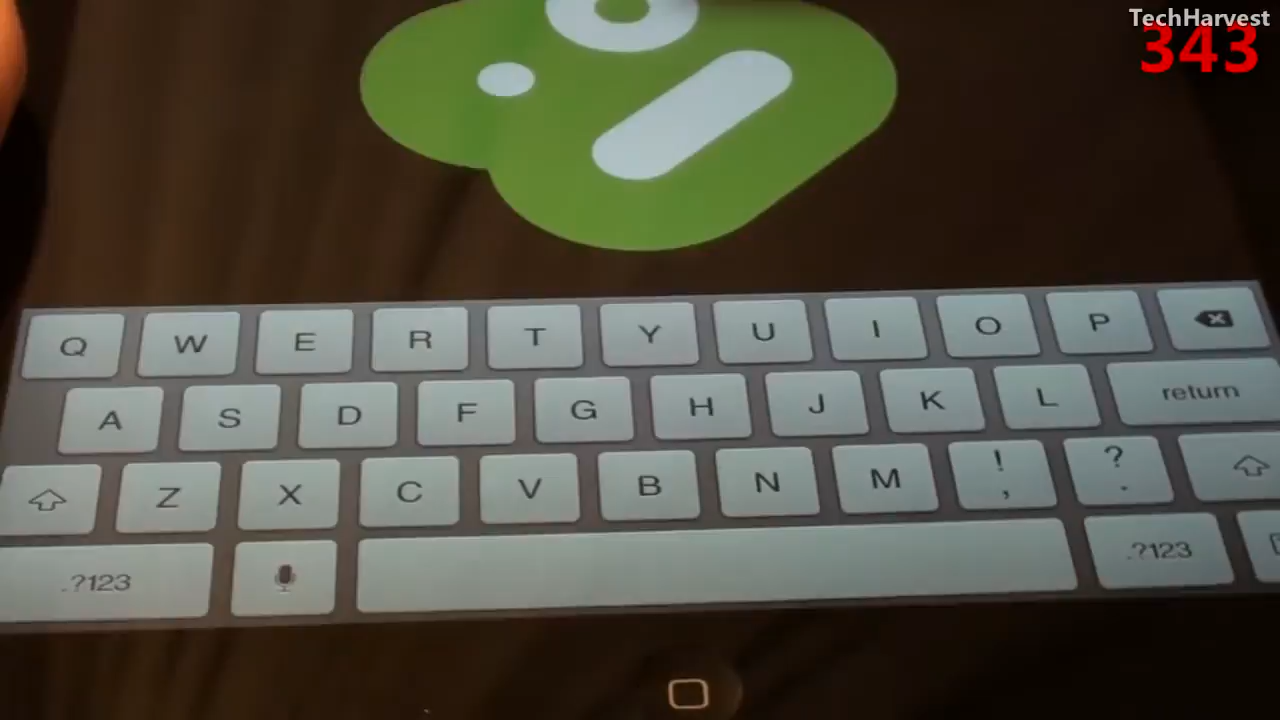 TechHarvest
343
Q W E R T Y U I O P
A S D F G H J K L return
Z X C V B N M ! , ? .
.?123 .?123